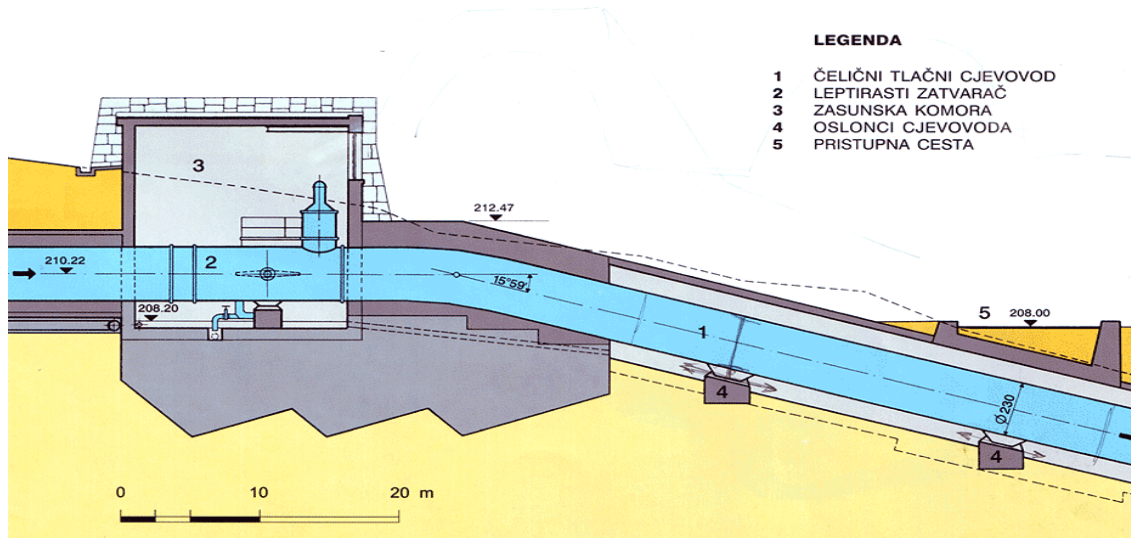 LEGENDA
1 ČELIČNI TLAČNI CJEVOVOD
2 LEPTIRASTI ZATVARAČ
3 ZASUNSKA KOMORA
4 OSLONCI CJEVOVODA
5 PRISTUPNA CESTA
3
212.47
210.22
2
15°59'
208.20
1
5
208.00
4
Ø230
4
0 10 20 m